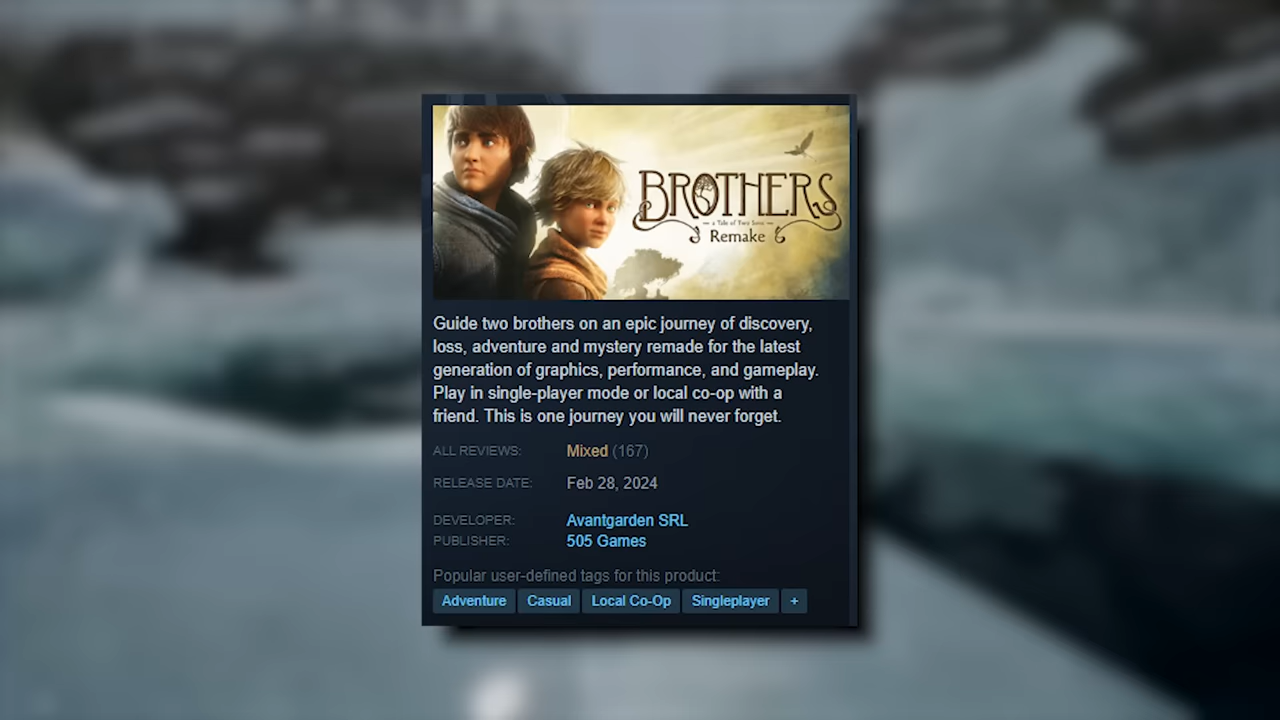 BROTHERS
a Tale of Two Sons
Remake
Guide two brothers on an epic journey of discovery,
loss, adventure and mystery remade for the latest
generation of graphics, performance, and gameplay.
Play in single-player mode or local co-op with a
friend. This is one journey you will never forget.
ALL REVIEWS: Mixed (167)
RELEASE DATE: Feb 28, 2024
DEVELOPER: Avantgarden SRL
PUBLISHER: 505 Games
Popular user-defined tags for this product:
Adventure Casual Local Co-Op Singleplayer +